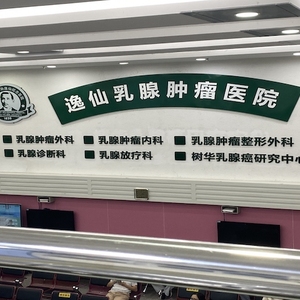 逸仙乳腺肿瘤医院
乳腺肿瘤外科 乳腺肿瘤内科 乳腺肿瘤整形外科
乳腺诊断科 乳腺放疗科 树华乳腺癌研究中心